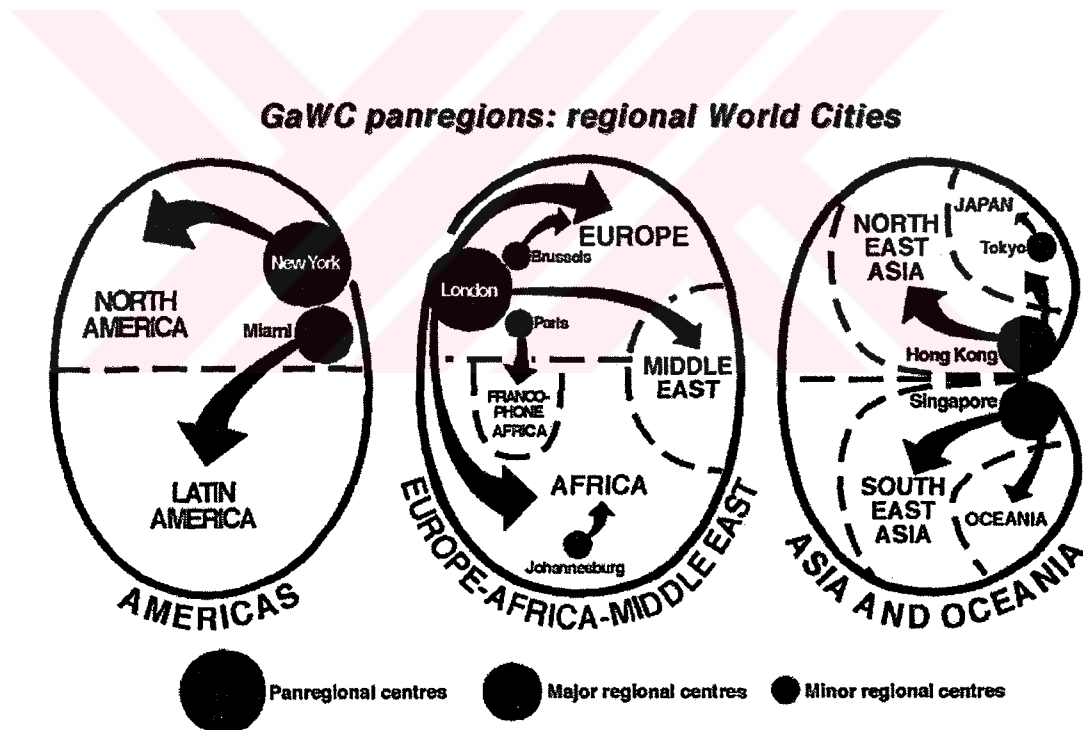 GaWC panregions: regional World Cities
New York
NORTH
AMERICA
Miami
LATIN
AMERICA
AMERICAS
EUROPE
Brussels
London
Paris
MIDDLE
EAST
FRANCO-
PHONE
AFRICA
AFRICA
Johannesburg
EUROPE-AFRICA-MIDDLE EAST
JAPAN
NORTH
EAST
ASIA
Tokyo
Hong Kong
Singapore
SOUTH
EAST
ASIA
OCEANIA
ASIA AND OCEANIA
Panregional centres
Major regional centres
Minor regional centres